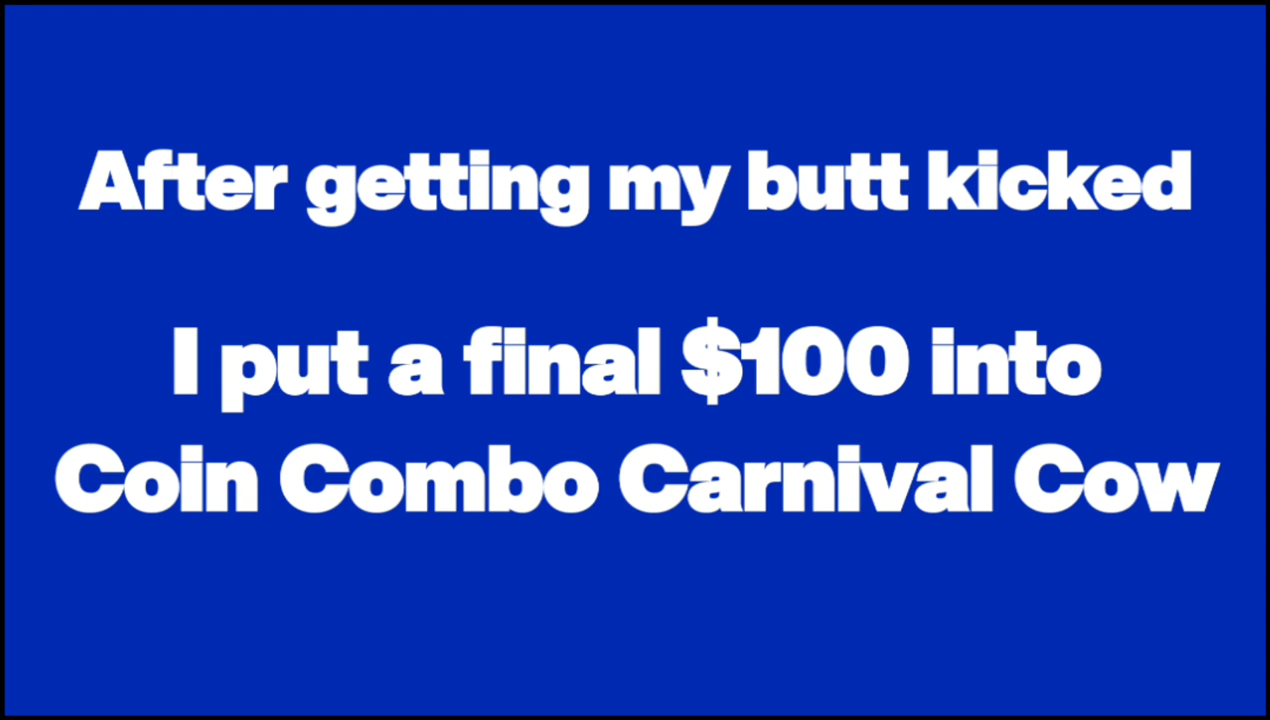 After getting my butt kicked
I put a final $100 into
Coin Combo Carnival Cow